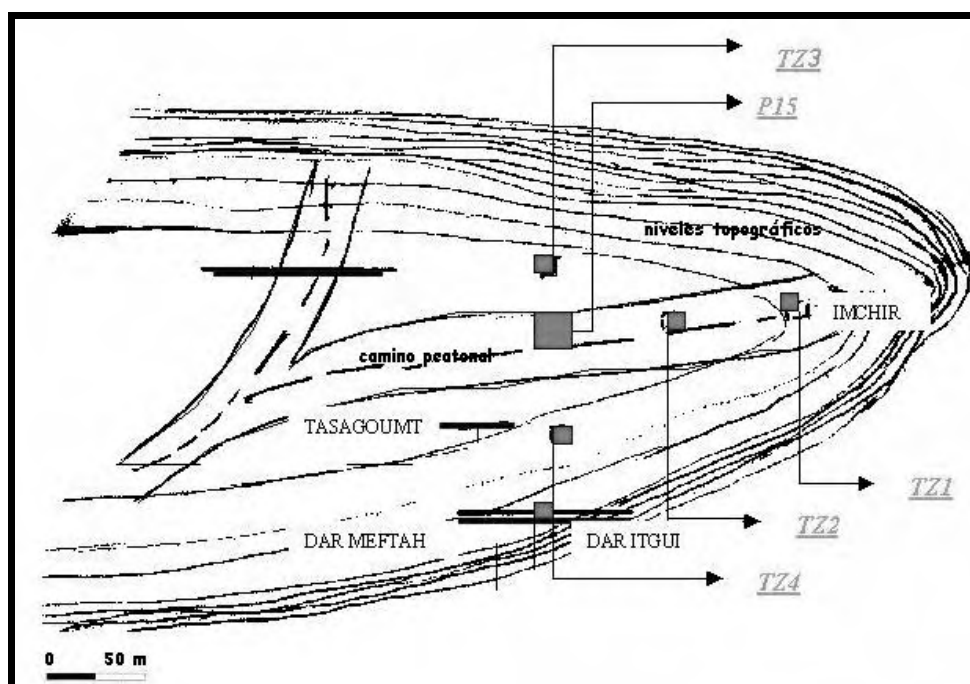 TZ3
P15
niveles topográficos
IMCHIR
camino peatonal
TASAGOUMT
TZ1
TZ2
DAR MEFTAH
DAR ITGUI
TZ4
0 50 m